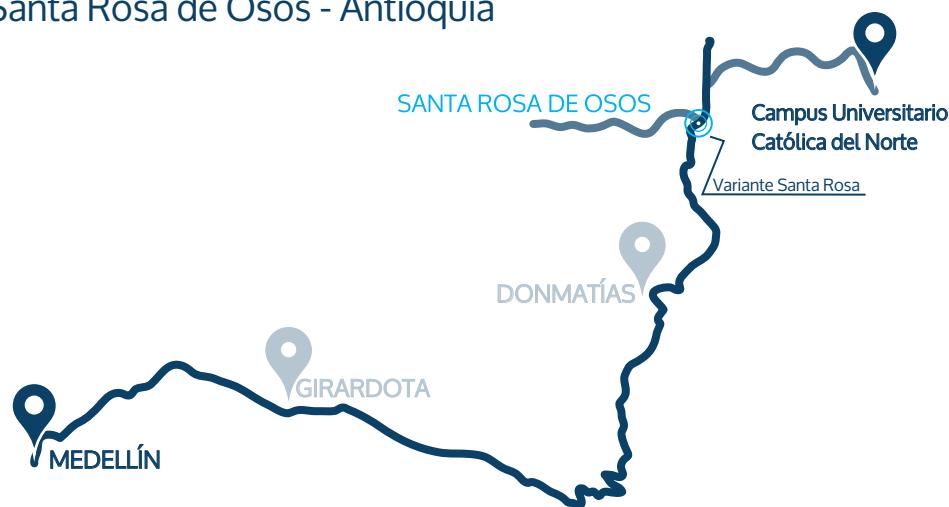 Santa Rosa de Osos - Antioquia
SANTA ROSA DE OSOS
Campus Universitario
Católica del Norte
Variante Santa Rosa
DONMATÍAS
GIRARDOTA
MEDELLÍN